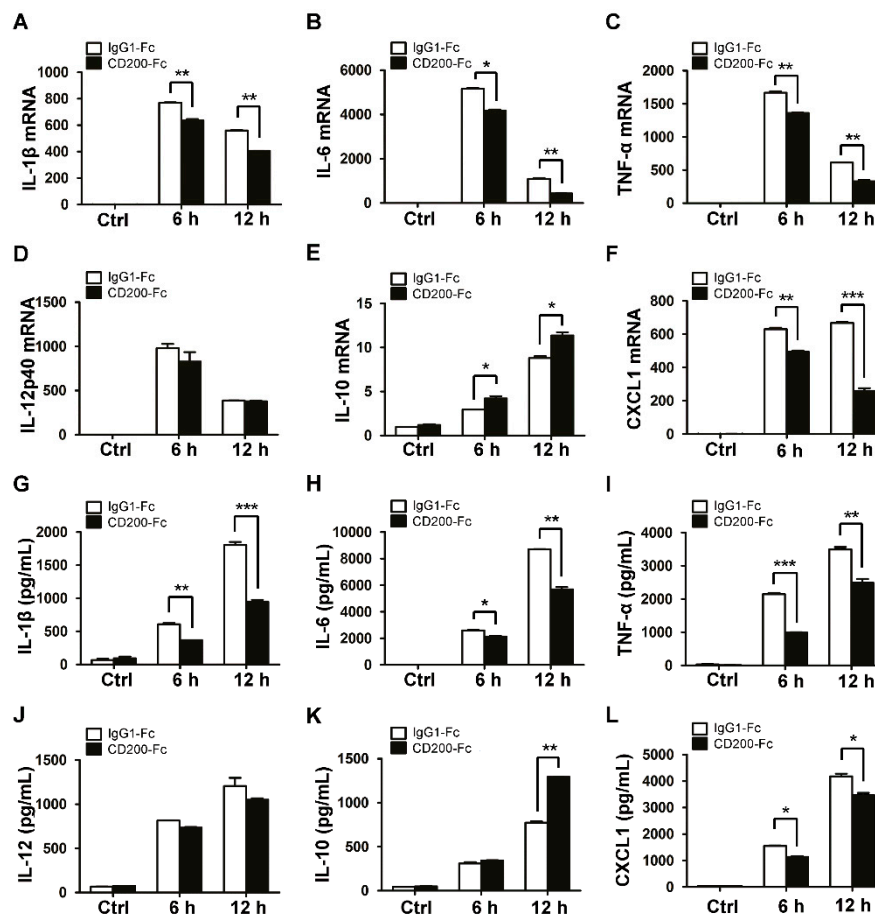 A
IgG1-Fc
CD200-Fc
IL-1β mRNA
1000
800
600
400
200
0
**
**
Ctrl
6 h
12 h
B
IgG1-Fc
CD200-Fc
IL-6 mRNA
6000
4000
2000
0
*
**
Ctrl
6 h
12 h
C
IgG1-Fc
CD200-Fc
TNF-α mRNA
2000
1500
1000
500
0
**
**
Ctrl
6 h
12 h
D
IgG1-Fc
CD200-Fc
IL-12p40 mRNA
1500
1000
500
0
Ctrl
6 h
12 h
E
IgG1-Fc
CD200-Fc
IL-10 mRNA
15
10
5
0
*
*
Ctrl
6 h
12 h
F
IgG1-Fc
CD200-Fc
CXCL1 mRNA
800
600
400
200
0
**
***
Ctrl
6 h
12 h
G
IgG1-Fc
CD200-Fc
IL-1β (pg/mL)
2000
1500
1000
500
0
**
***
Ctrl
6 h
12 h
H
IgG1-Fc
CD200-Fc
IL-6 (pg/mL)
10000
8000
6000
4000
2000
0
*
**
Ctrl
6 h
12 h
I
IgG1-Fc
CD200-Fc
TNF-α (pg/mL)
4000
3000
2000
1000
0
***
**
Ctrl
6 h
12 h
J
IgG1-Fc
CD200-Fc
IL-12 (pg/mL)
1500
1000
500
0
Ctrl
6 h
12 h
K
IgG1-Fc
CD200-Fc
IL-10 (pg/mL)
1500
1000
500
0
**
Ctrl
6 h
12 h
L
IgG1-Fc
CD200-Fc
CXCL1 (pg/mL)
5000
4000
3000
2000
1000
0
*
*
Ctrl
6 h
12 h